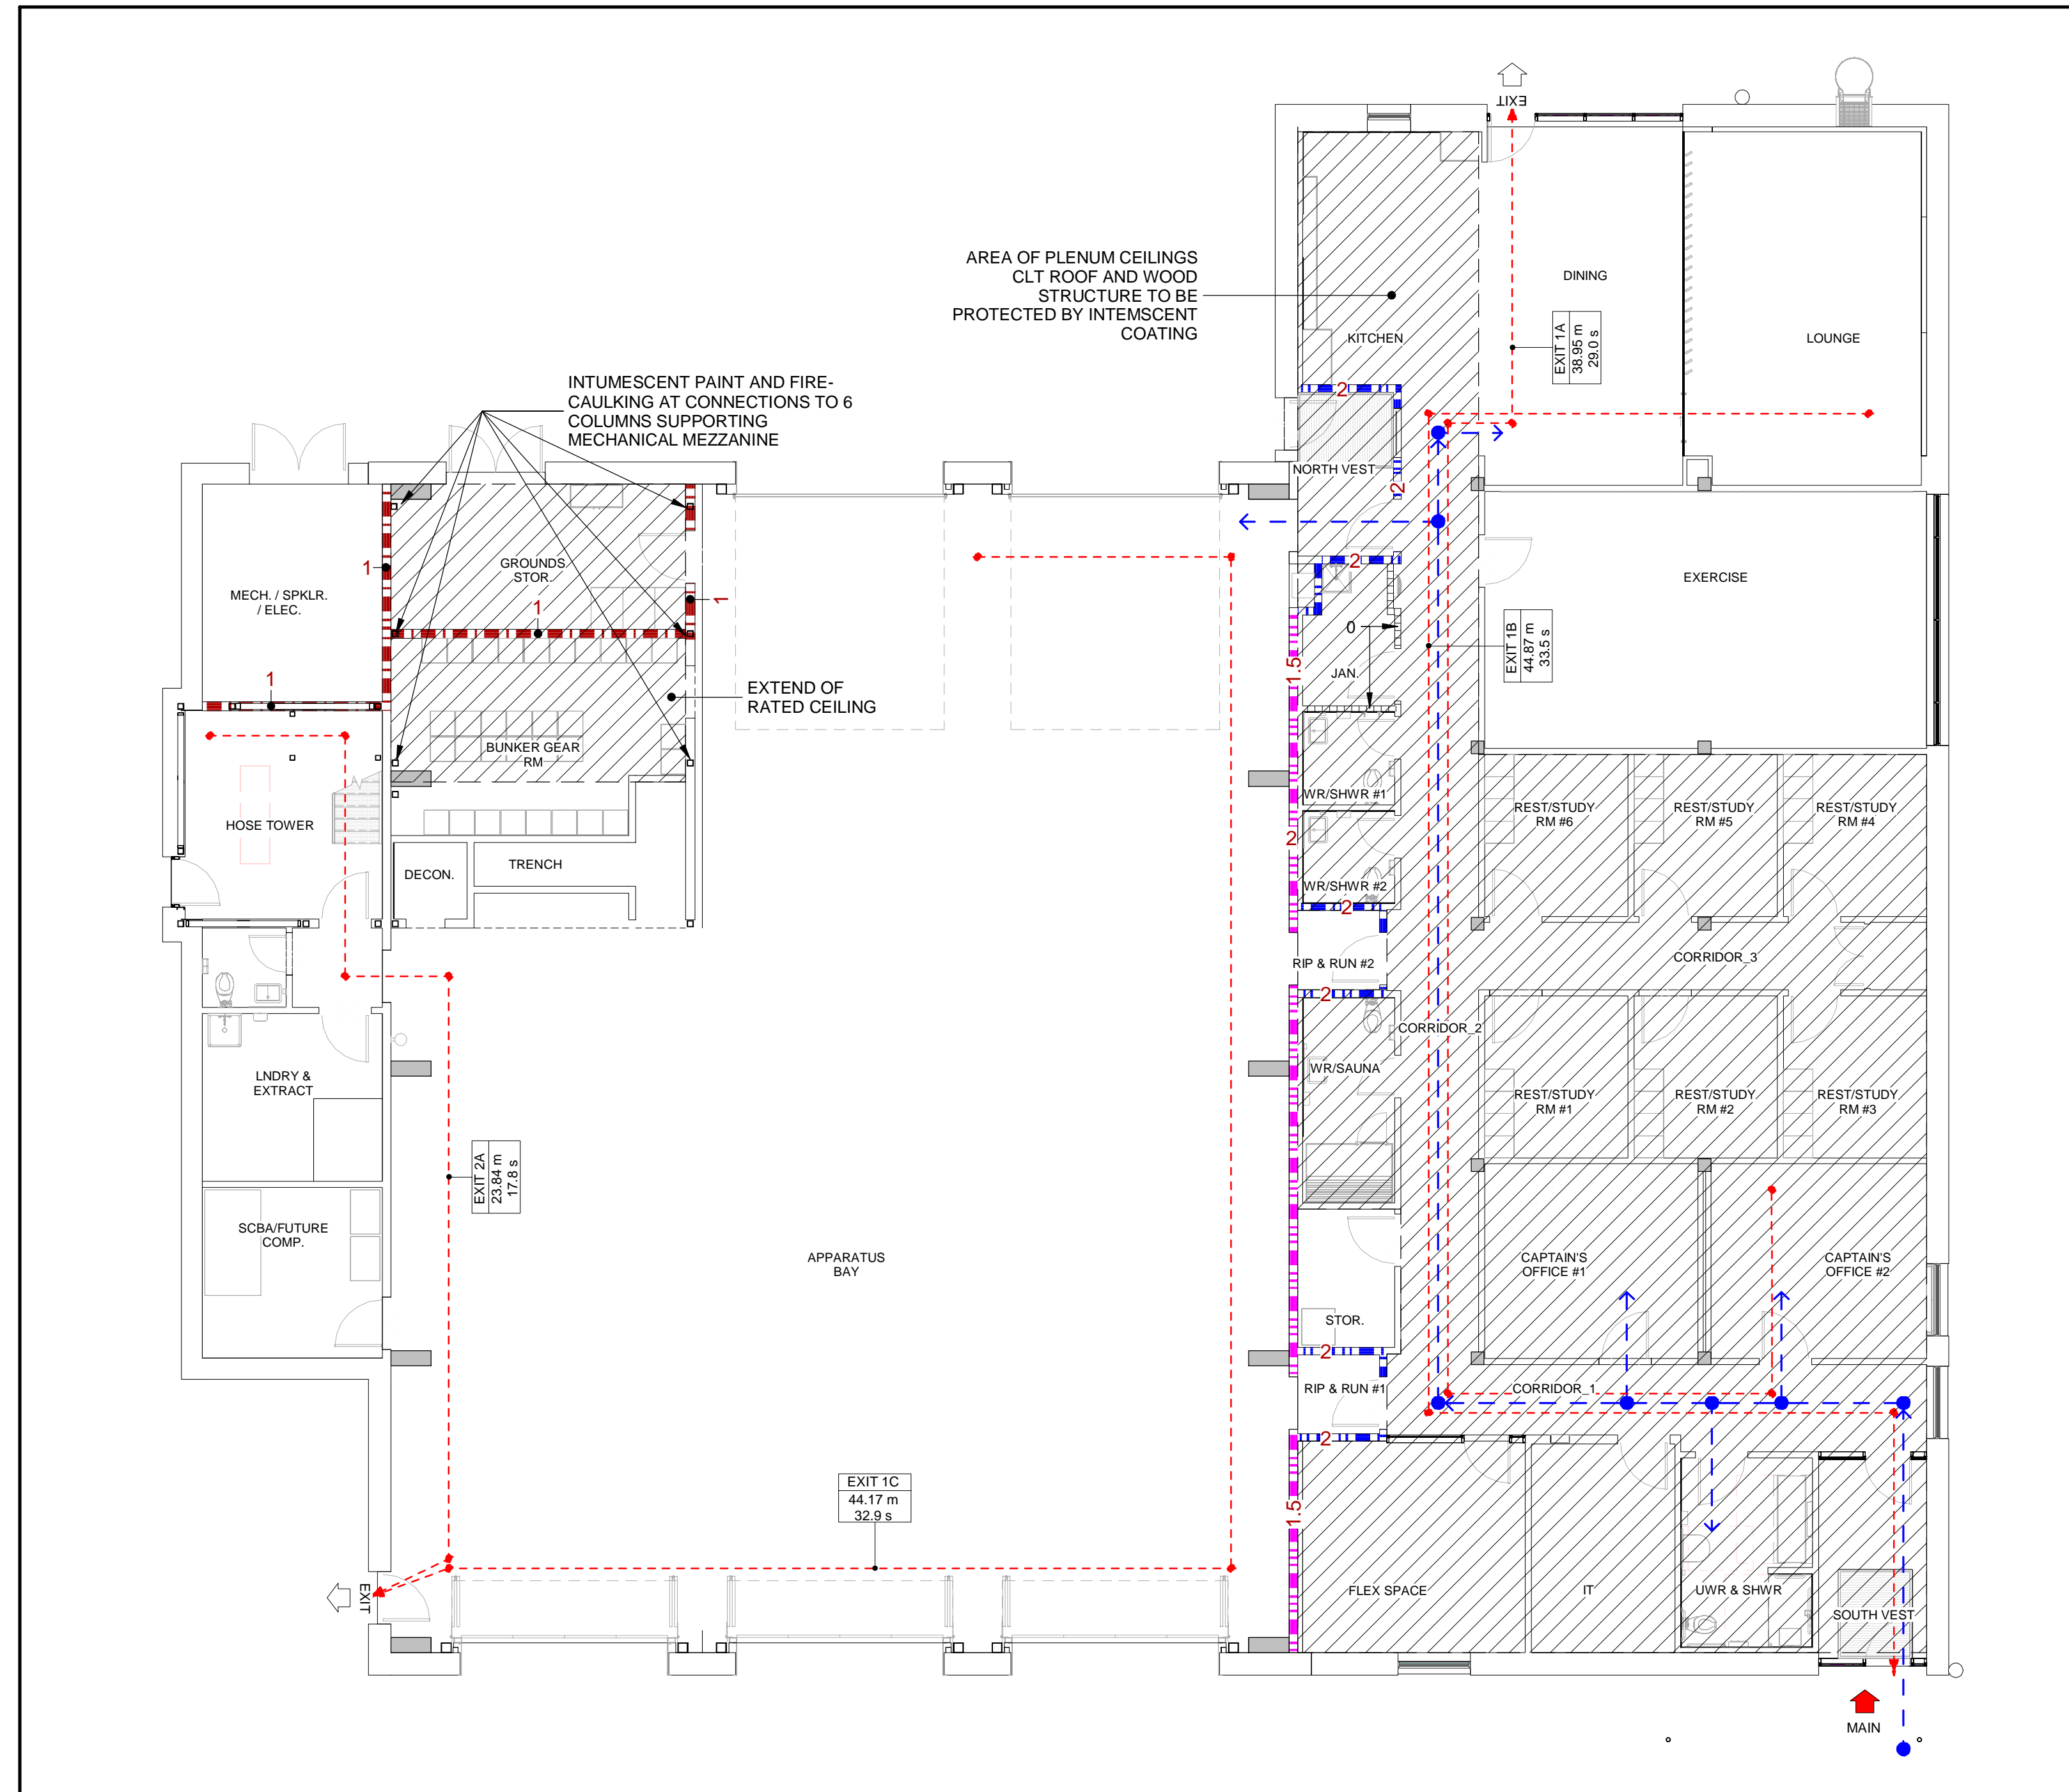 EXIT
AREA OF PLENUM CEILINGS
CLT ROOF AND WOOD
STRUCTURE TO BE
PROTECTED BY INTEMSCENT
COATING
KITCHEN
DINING
LOUNGE
EXIT 1A
38.95 m
29.0 s
INTUMESCENT PAINT AND FIRE-
CAULKING AT CONNECTIONS TO 6
COLUMNS SUPPORTING
MECHANICAL MEZZANINE
2
NORTH VEST
2
MECH. / SPKLR.
/ ELEC.
1
GROUNDS
STOR.
1
1
1
EXTEND OF
RATED CEILING
BUNKER GEAR
RM
2
EXERCISE
0
JAN.
1.5
EXIT 1B
44.87 m
33.5 s
HOSE TOWER
DECON.
TRENCH
WR/SHWR #1
2
WR/SHWR #2
2
REST/STUDY
RM #6
REST/STUDY
RM #5
REST/STUDY
RM #4
RIP & RUN #2
2
CORRIDOR_3
CORRIDOR_2
LNDRY &
EXTRACT
WR/SAUNA
REST/STUDY
RM #1
REST/STUDY
RM #2
REST/STUDY
RM #3
EXIT 2A
23.84 m
17.8 s
SCBA/FUTURE
COMP.
APPARATUS
BAY
CAPTAIN'S
OFFICE #1
CAPTAIN'S
OFFICE #2
STOR.
2
RIP & RUN #1
CORRIDOR_1
2
EXIT 1C
44.17 m
32.9 s
1.5
EXIT
FLEX SPACE
IT
UWR & SHWR
SOUTH VEST
MAIN